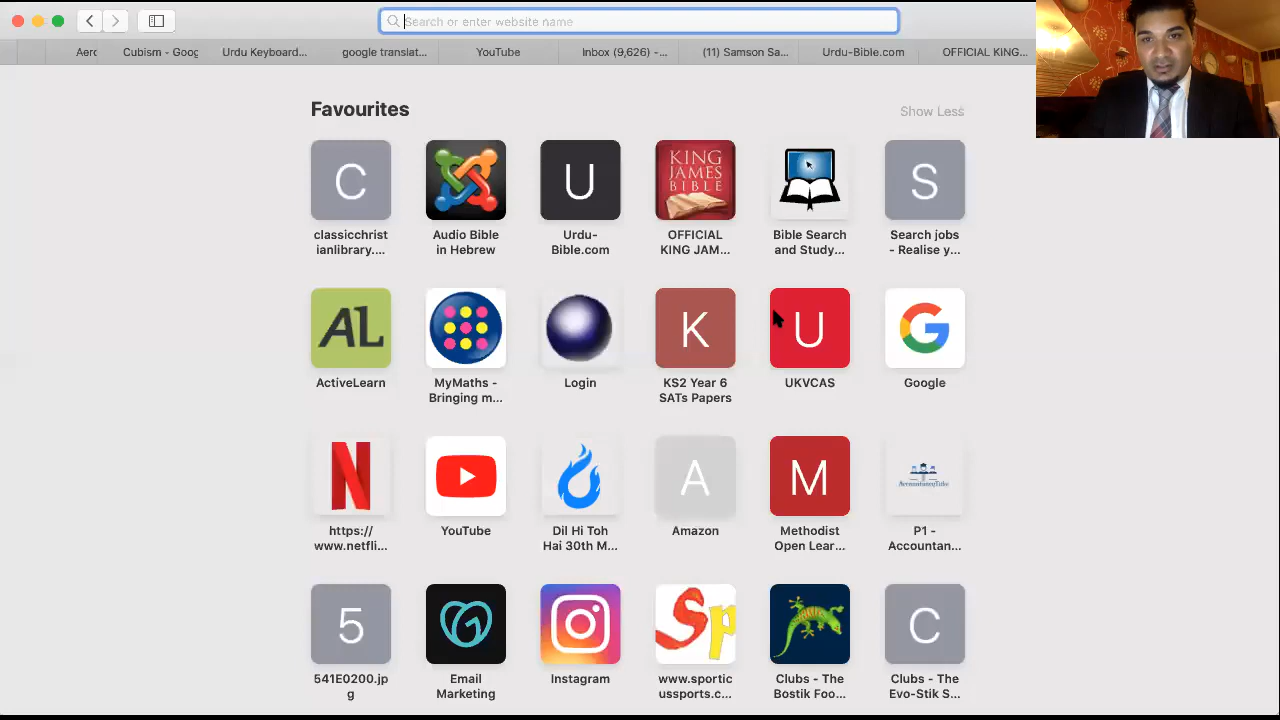 Search or enter website name
Aero
Cubism - Goog
Urdu Keyboard...
google translat...
YouTube
Inbox (9,626) -...
(11) Samson Sa...
Urdu-Bible.com
OFFICIAL KING...
Favourites
Show Less
C
KING
JAMES
BIBLE
U
S
classicchrist
ianlibrary....
Audio Bible
in Hebrew
Urdu-
Bible.com
OFFICIAL
KING JAM...
Bible Search
and Study...
Search jobs
- Realise y...
AL
K
U
G
ActiveLearn
MyMaths -
Bringing m...
Login
KS2 Year 6
SATs Papers
UKVCAS
Google
N
A
M
AccountancyTube
https://
www.netfli...
YouTube
Dil Hi Toh
Hai 30th M...
Amazon
Methodist
Open Lear...
P1 -
Accountan...
5
Sp
C
541E0200.jp
g
Email
Marketing
Instagram
www.sportic
ussports.c...
Clubs - The
Bostik Foo...
Clubs - The
Evo-Stik S...